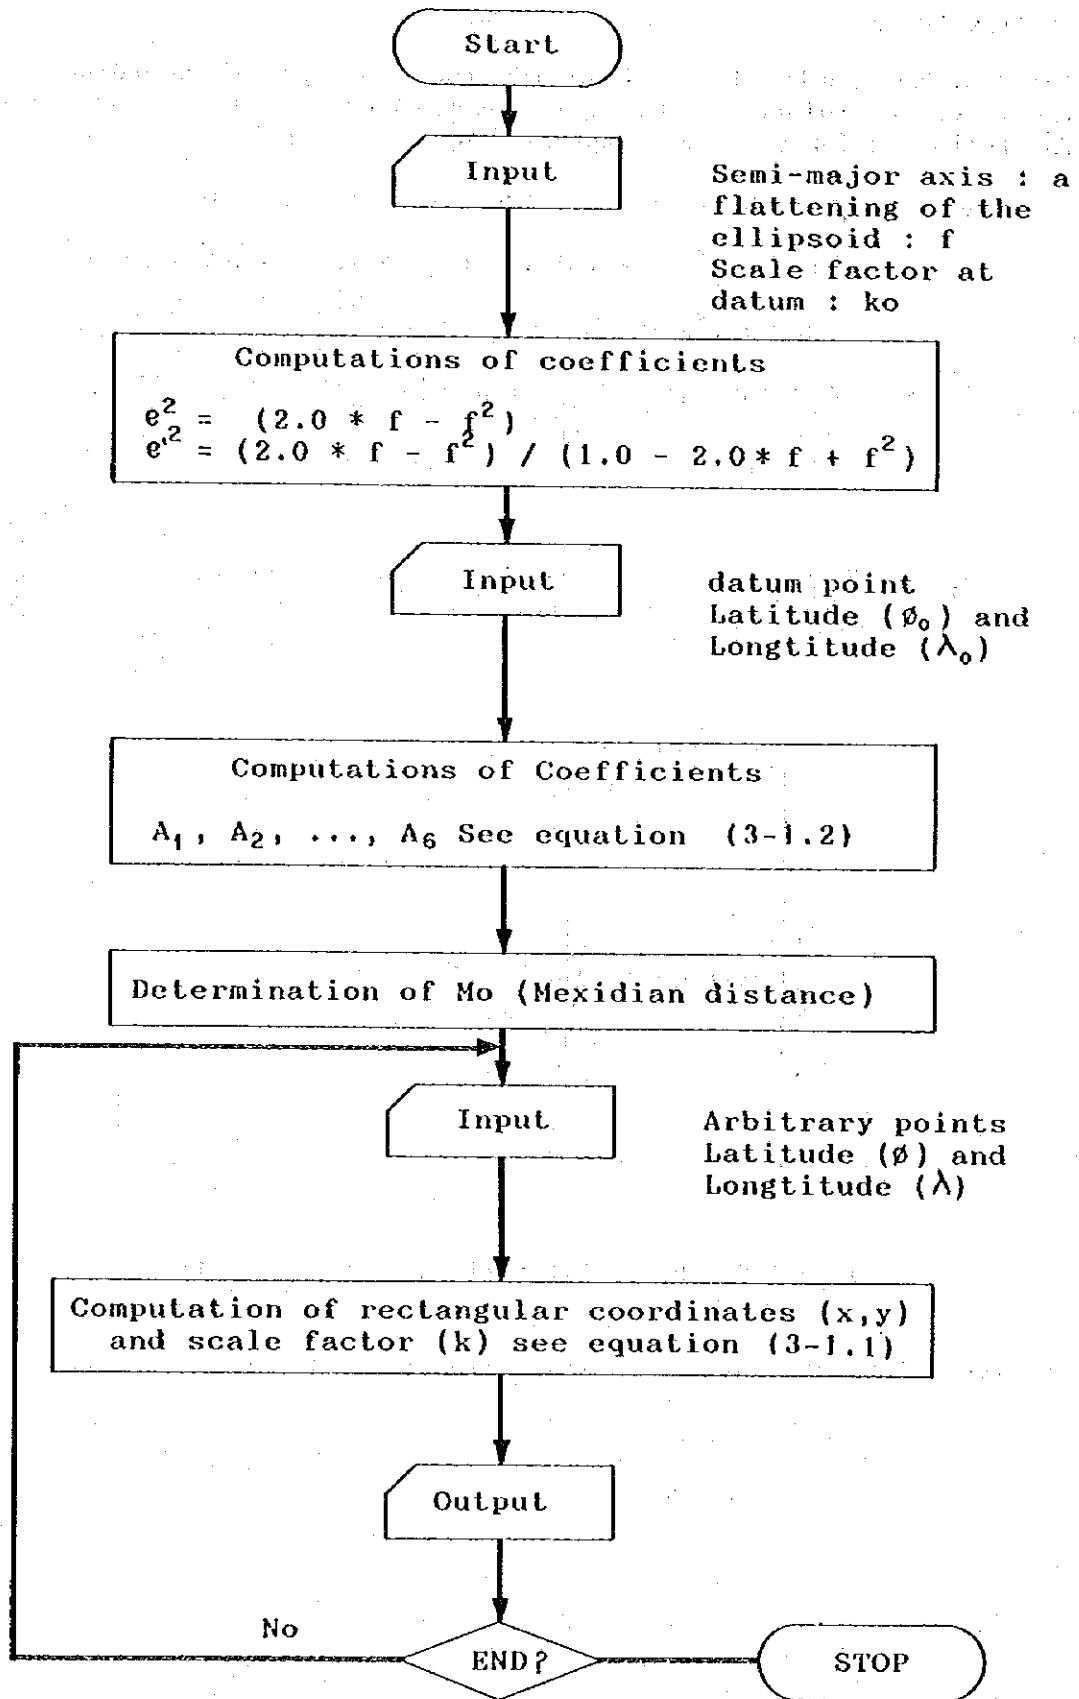 Start
Input
Semi-major axis : a
flattening of the
ellipsoid : f
Scale factor at
datum : ko
Computations of coefficients
e² = (2.0 * f - f²)
e'² = (2.0 * f - f²) / (1.0 - 2.0 * f + f²)
Input
datum point
Latitude (ø₀) and
Longtitude (λ₀)
Computations of Coefficients
A₁, A₂, ..., A₆ See equation (3-1.2)
Determination of Mo (Mexidian distance)
Input
Arbitrary points
Latitude (ø) and
Longtitude (λ)
Computation of rectangular coordinates (x,y)
and scale factor (k) see equation (3-1.1)
Output
No
END?
STOP